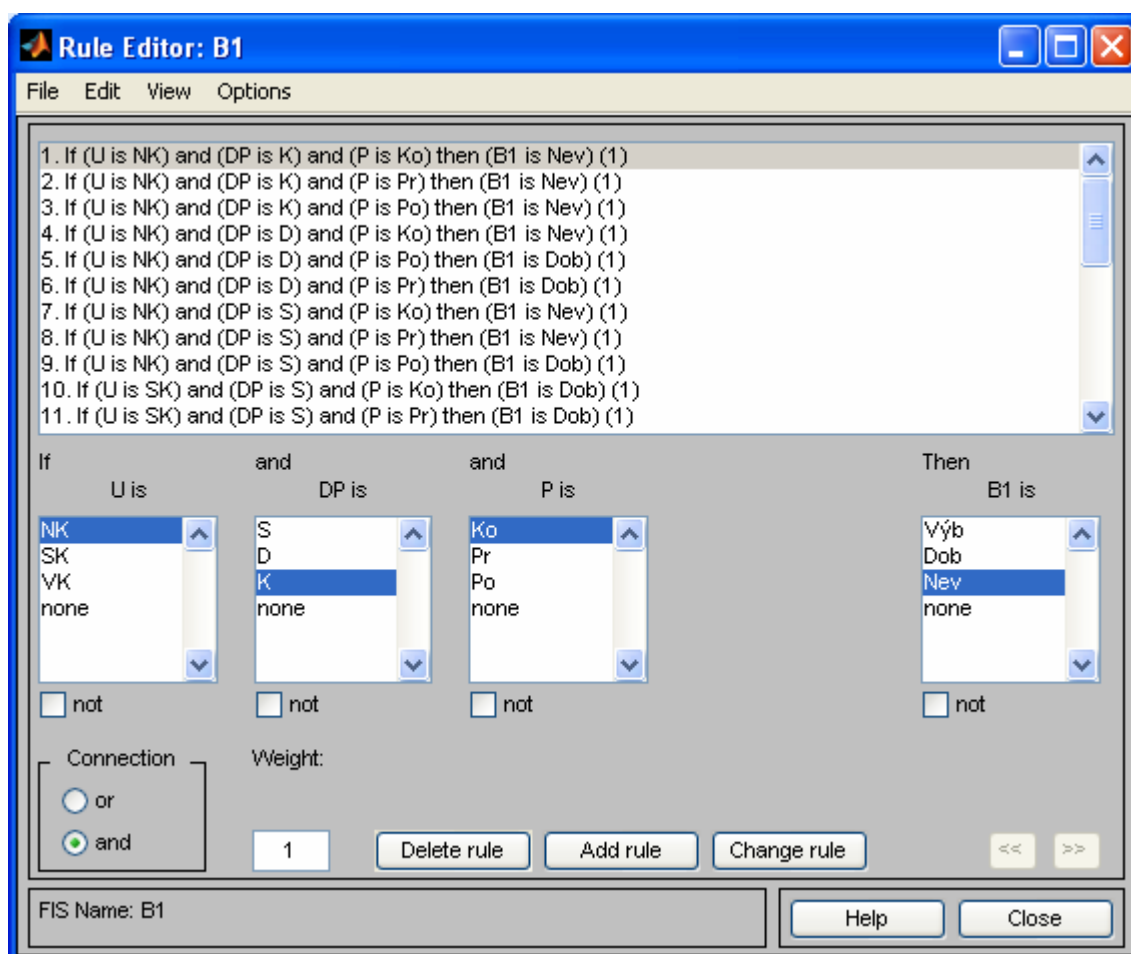 Rule Editor: B1
File Edit View Options
1. If (U is NK) and (DP is K) and (P is Ko) then (B1 is Nev) (1)
2. If (U is NK) and (DP is K) and (P is Pr) then (B1 is Nev) (1)
3. If (U is NK) and (DP is K) and (P is Po) then (B1 is Nev) (1)
4. If (U is NK) and (DP is D) and (P is Ko) then (B1 is Nev) (1)
5. If (U is NK) and (DP is D) and (P is Po) then (B1 is Dob) (1)
6. If (U is NK) and (DP is D) and (P is Pr) then (B1 is Dob) (1)
7. If (U is NK) and (DP is S) and (P is Ko) then (B1 is Nev) (1)
8. If (U is NK) and (DP is S) and (P is Pr) then (B1 is Nev) (1)
9. If (U is NK) and (DP is S) and (P is Po) then (B1 is Dob) (1)
10. If (U is SK) and (DP is S) and (P is Ko) then (B1 is Dob) (1)
11. If (U is SK) and (DP is S) and (P is Pr) then (B1 is Dob) (1)
If and and Then
U is DP is P is B1 is
NK S Ko Výb
SK D Pr Dob
VK K Po Nev
none none none none
not not not not
Connection Weight:
or
and 1 Delete rule Add rule Change rule << >>
FIS Name: B1 Help Close